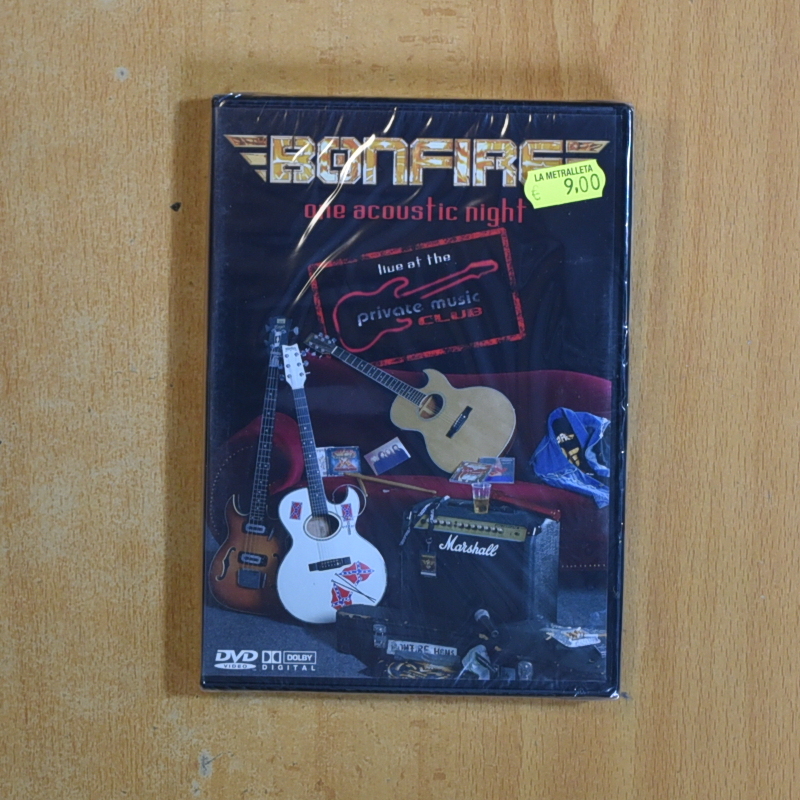 BONFIRE
LA METRALLETA
€ 9,00
one acoustic night
live at the
private music
CLUB
Marshall
DVD
VIDEO
DOLBY
DIGITAL